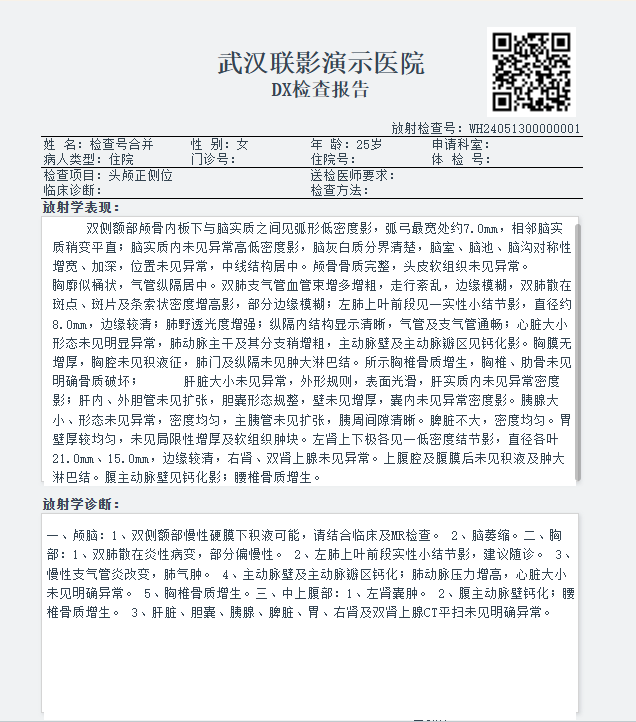 武汉联影演示医院
DX检查报告
放射检查号: WH24051300000001
姓 名: 检查号合并 性 别: 女 年 龄: 25岁 申请科室:
病人类型: 住院 门诊号: 住院号: 体 检 号:
检查项目: 头颅正侧位 送检医师要求:
临床诊断: 检查方法:
放射学表现:
双侧额部颅骨内板下与脑实质之间见弧形低密度影，弧弓最宽处约7.0mm，相邻脑实
质稍变平直；脑实质内未见异常高低密度影，脑灰白质分界清楚，脑室、脑池、脑沟对称性
增宽、加深，位置未见异常，中线结构居中。颅骨骨质完整，头皮软组织未见异常。
胸廓似桶状，气管纵隔居中。双肺支气管血管束增多增粗，走行紊乱，边缘模糊，双肺散在
斑点、斑片及条索状密度增高影，部分边缘模糊；左肺上叶前段见一实性小结节影，直径约
8.0mm，边缘较清；肺野透光度增强；纵隔内结构显示清晰，气管及支气管通畅；心脏大小
形态未见明显异常，肺动脉主干及其分支稍增粗，主动脉壁及主动脉瓣区见钙化影。胸膜无
增厚，胸腔未见积液征，肺门及纵隔未见肿大淋巴结。所示胸椎骨质增生，胸椎、肋骨未见
明确骨质破坏； 肝脏大小未见异常，外形规则，表面光滑，肝实质内未见异常密度
影；肝内、外胆管未见扩张，胆囊形态规整，壁未见增厚，囊内未见异常密度影。胰腺大
小、形态未见异常，密度均匀，主胰管未见扩张，胰周间隙清晰。脾脏不大，密度均匀。胃
壁厚较均匀，未见局限性增厚及软组织肿块。左肾上下极各见一低密度结节影，直径各叶
21.0mm、15.0mm，边缘较清，右肾、双肾上腺未见异常。上腹腔及腹膜后未见积液及肿大
淋巴结。腹主动脉壁见钙化影；腰椎骨质增生。
放射学诊断:
一、颅脑：1、双侧额部慢性硬膜下积液可能，请结合临床及MR检查。 2、脑萎缩。二、胸
部：1、双肺散在炎性病变，部分偏慢性。 2、左肺上叶前段实性小结节影，建议随诊。 3、
慢性支气管炎改变，肺气肿。 4、主动脉壁及主动脉瓣区钙化；肺动脉压力增高，心脏大小
未见明确异常。 5、胸椎骨质增生。三、中上腹部：1、左肾囊肿。 2、腹主动脉壁钙化；腰
椎骨质增生。 3、肝脏、胆囊、胰腺、脾脏、胃、右肾及双肾上腺CT平扫未见明确异常。